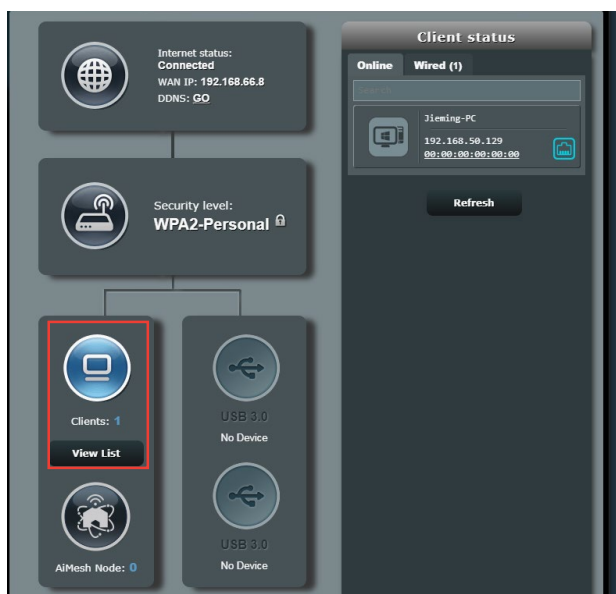 Internet status:
Connected
WAN IP: 192.168.66.8
DDNS: GO
Security level:
WPA2-Personal
Clients: 1
View List
AiMesh Node: 0
USB 3.0
No Device
USB 3.0
No Device
Client status
Online Wired (1)
Search
Jieming-PC
192.168.50.129
00:00:00:00:00:00
Refresh